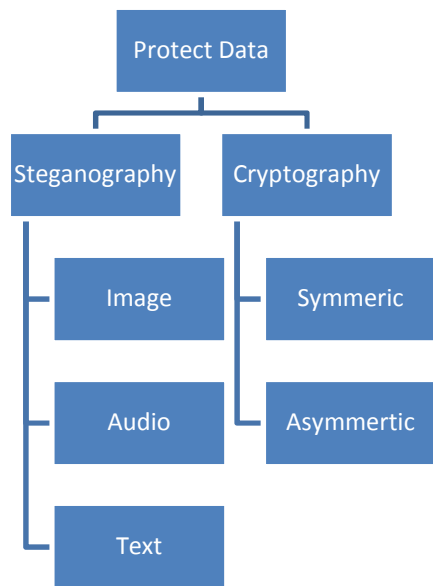 Protect Data
Steganography
Cryptography
Image
Symmeric
Audio
Asymmertic
Text